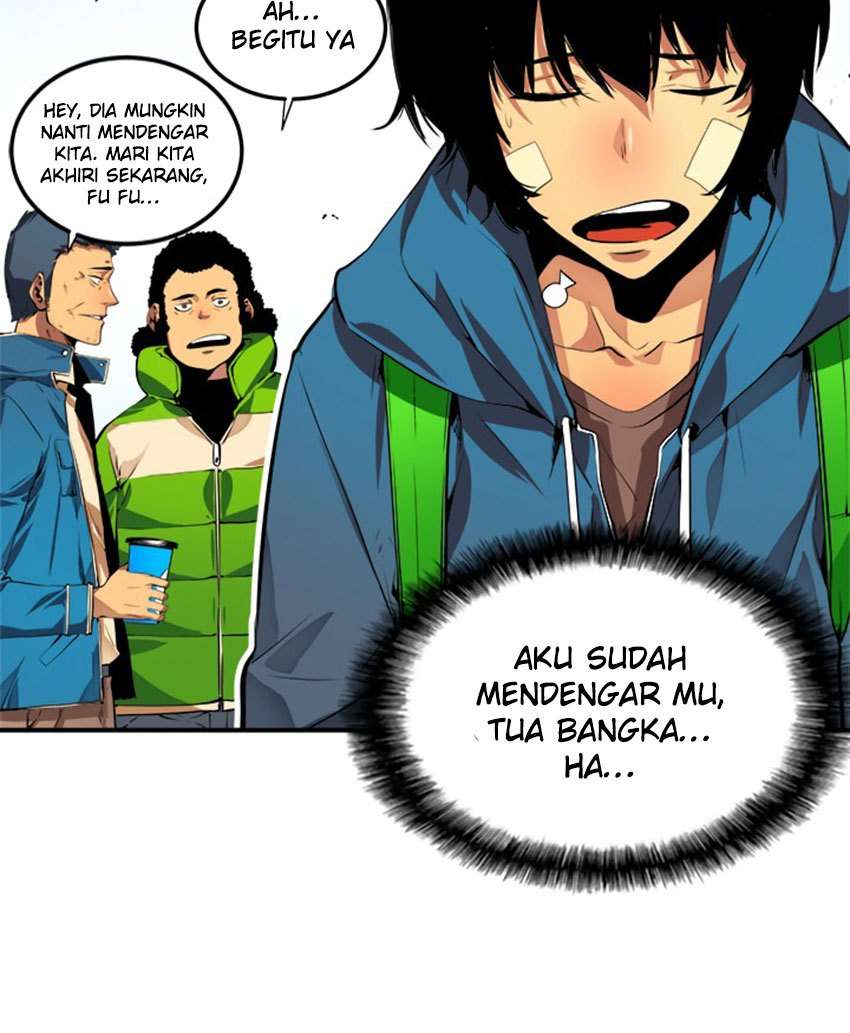 AH...
BEGITU YA
HEY, DIA MUNGKIN
NANTI MENDENGAR
KITA. MARI KITA
AKHIRI SEKARANG,
FU FU...
AKU SUDAH
MENDENGAR MU,
TUA BANGKA...
HA...